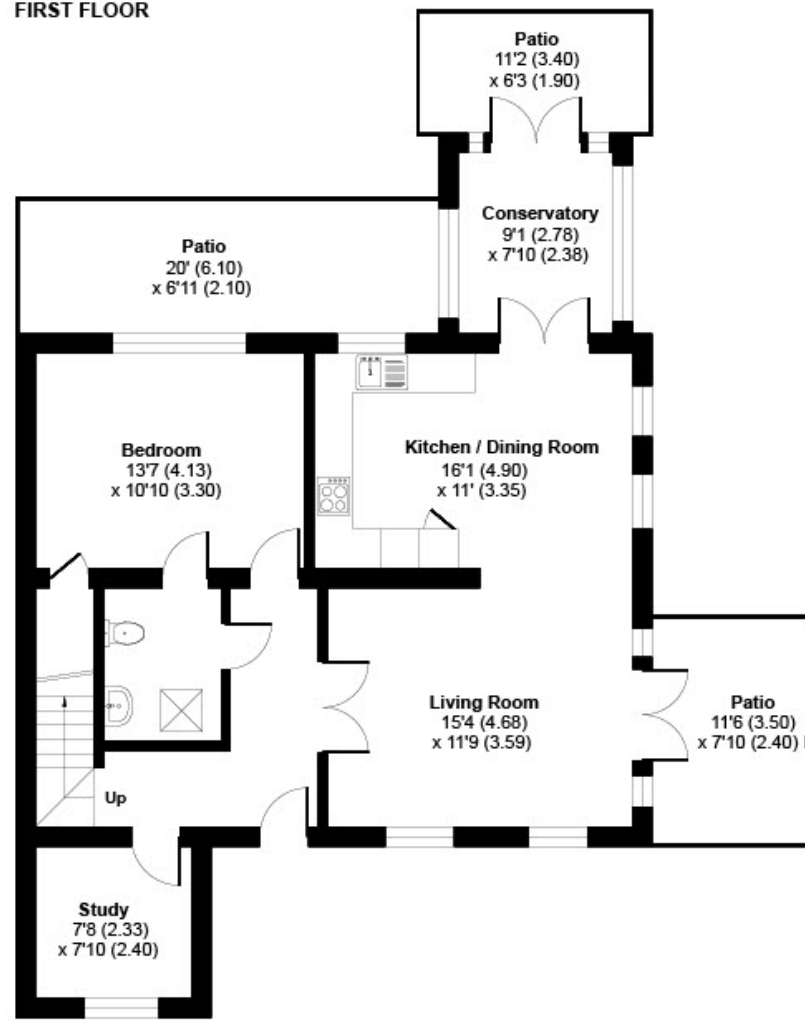 FIRST FLOOR
Patio
11'2 (3.40)
x 6'3 (1.90)
Conservatory
9'1 (2.78)
x 7'10 (2.38)
Patio
20' (6.10)
x 6'11 (2.10)
Bedroom
13'7 (4.13)
x 10'10 (3.30)
Kitchen / Dining Room
16'1 (4.90)
x 11' (3.35)
Living Room
15'4 (4.68)
x 11'9 (3.59)
Patio
11'6 (3.50)
x 7'10 (2.40)
Up
Study
7'8 (2.33)
x 7'10 (2.40)